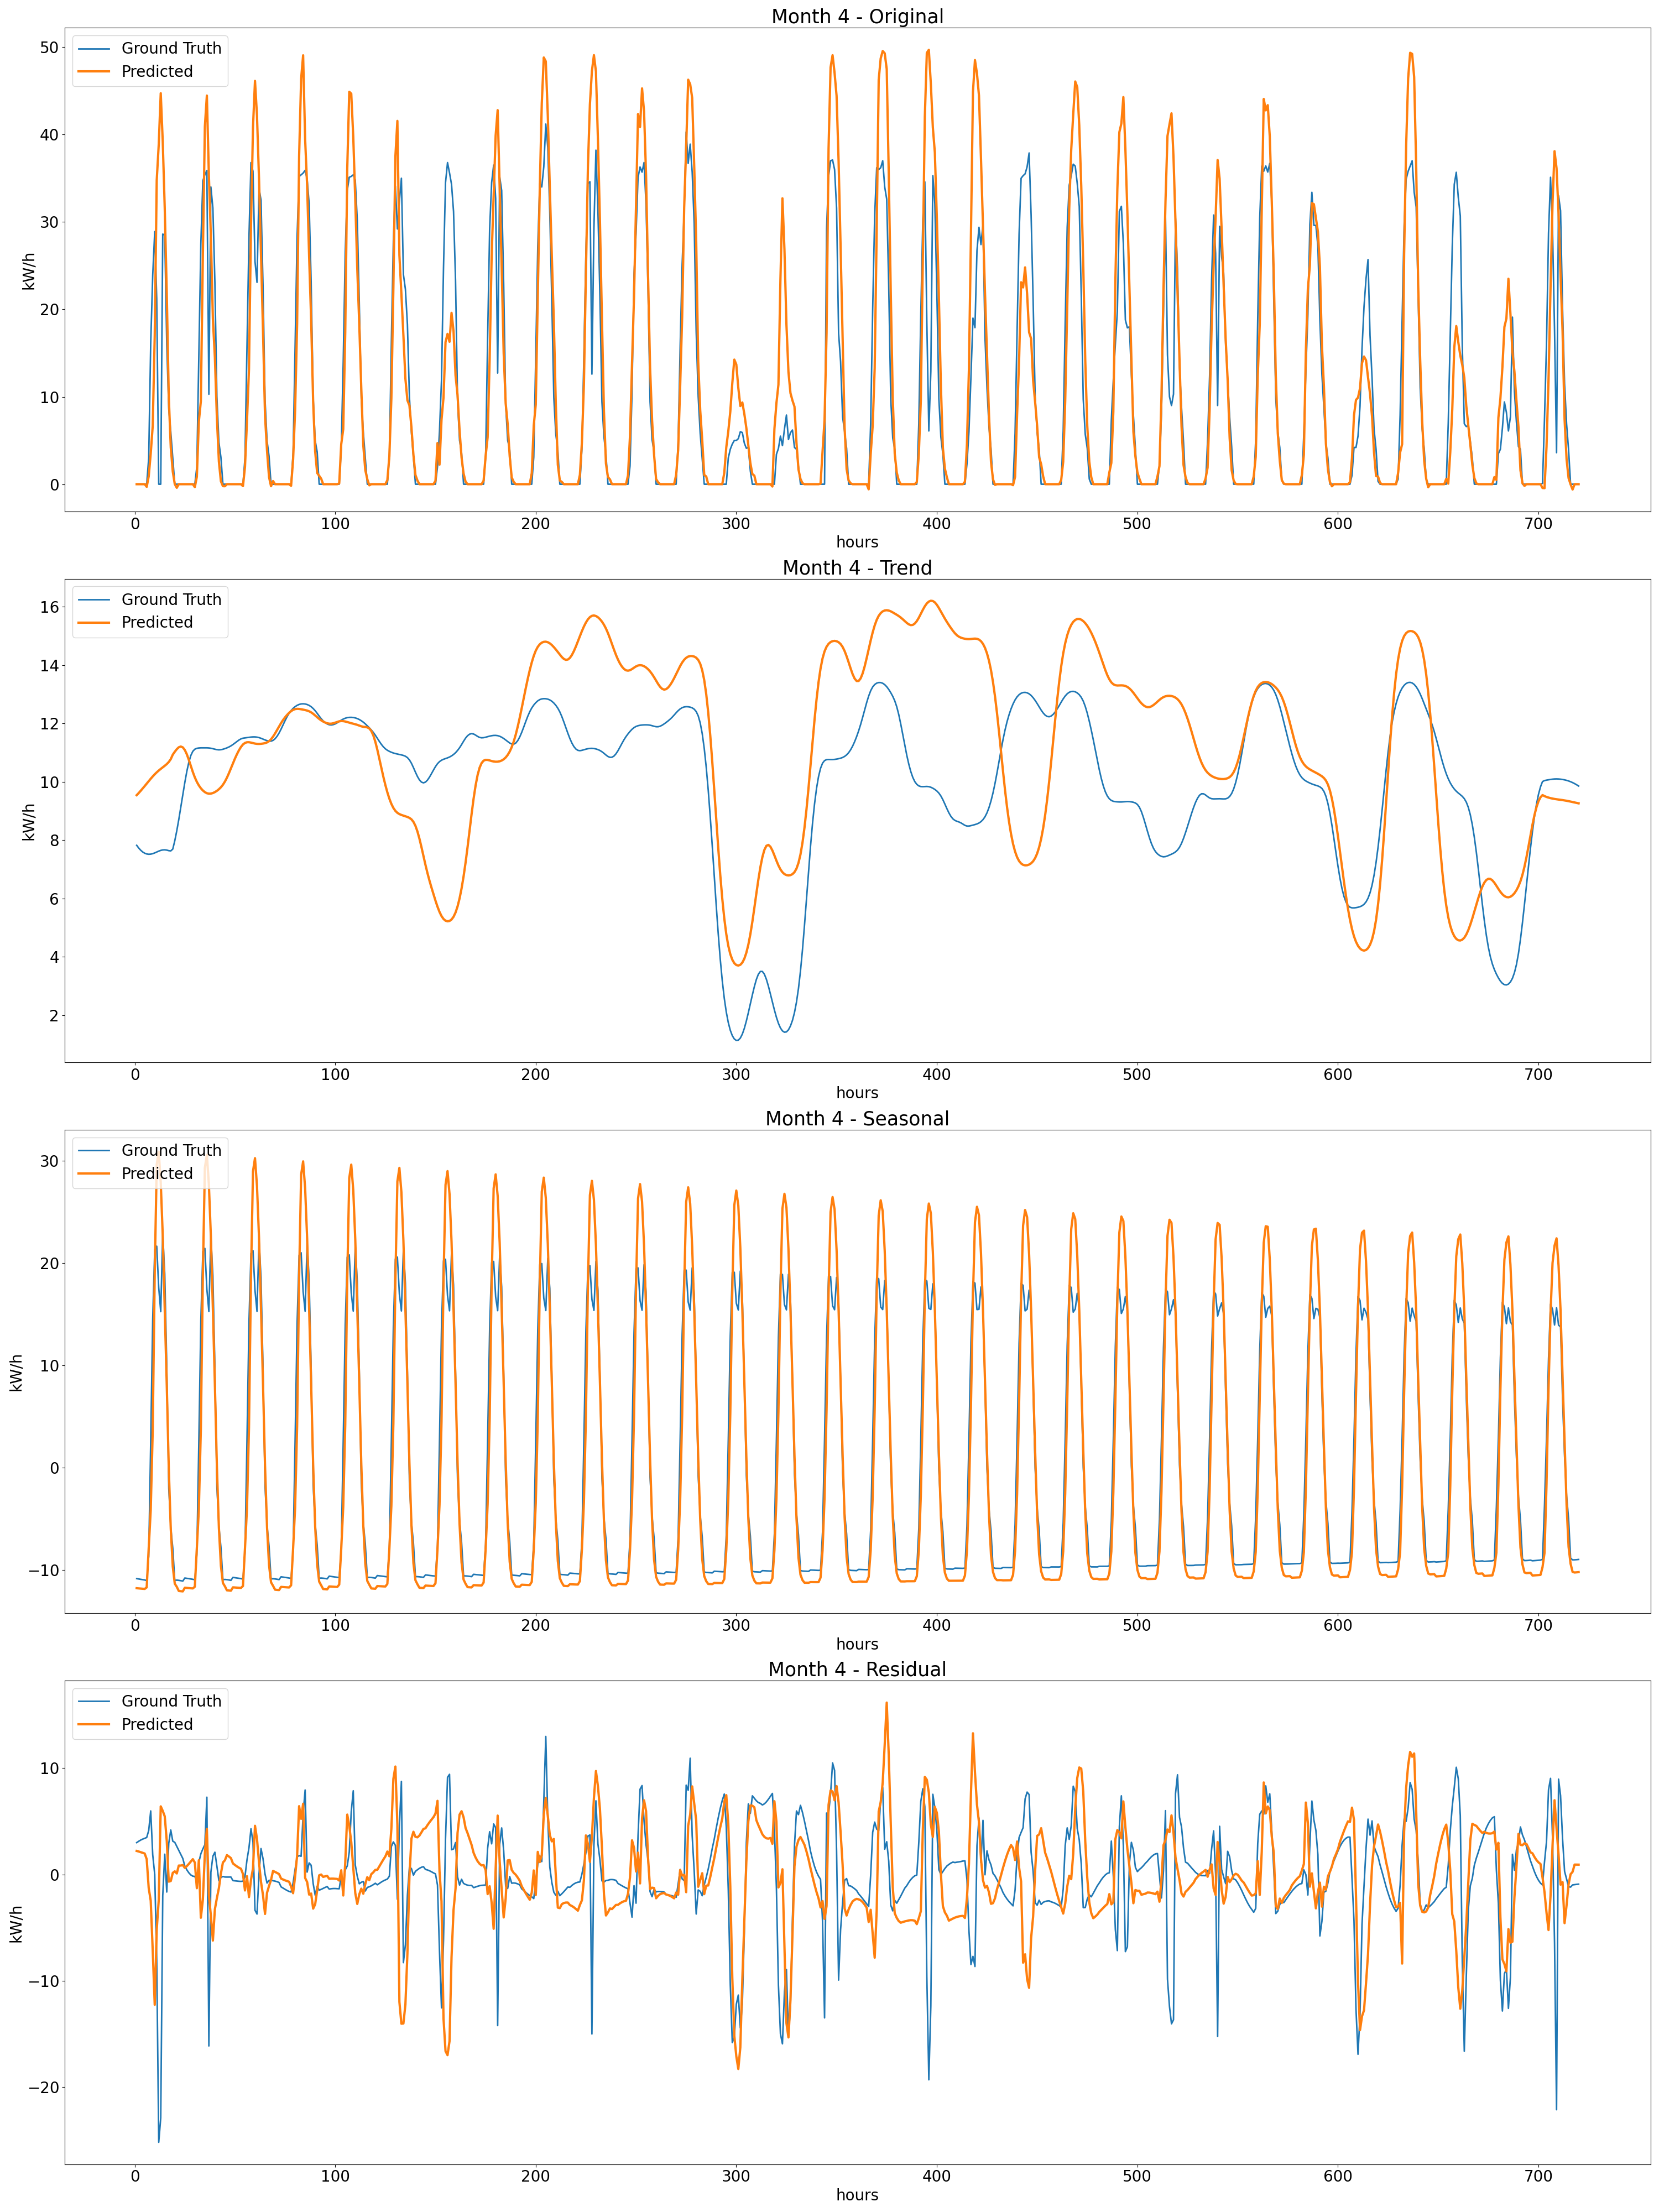 Month 4 - Original
Ground Truth
Predicted
50
40
30
20
10
0
kW/h
0 100 200 300 400 500 600 700
hours
Month 4 - Trend
Ground Truth
Predicted
16
14
12
10
8
6
4
2
kW/h
0 100 200 300 400 500 600 700
hours
Month 4 - Seasonal
Ground Truth
Predicted
30
20
10
0
−10
kW/h
0 100 200 300 400 500 600 700
hours
Month 4 - Residual
Ground Truth
Predicted
10
0
−10
−20
kW/h
0 100 200 300 400 500 600 700
hours